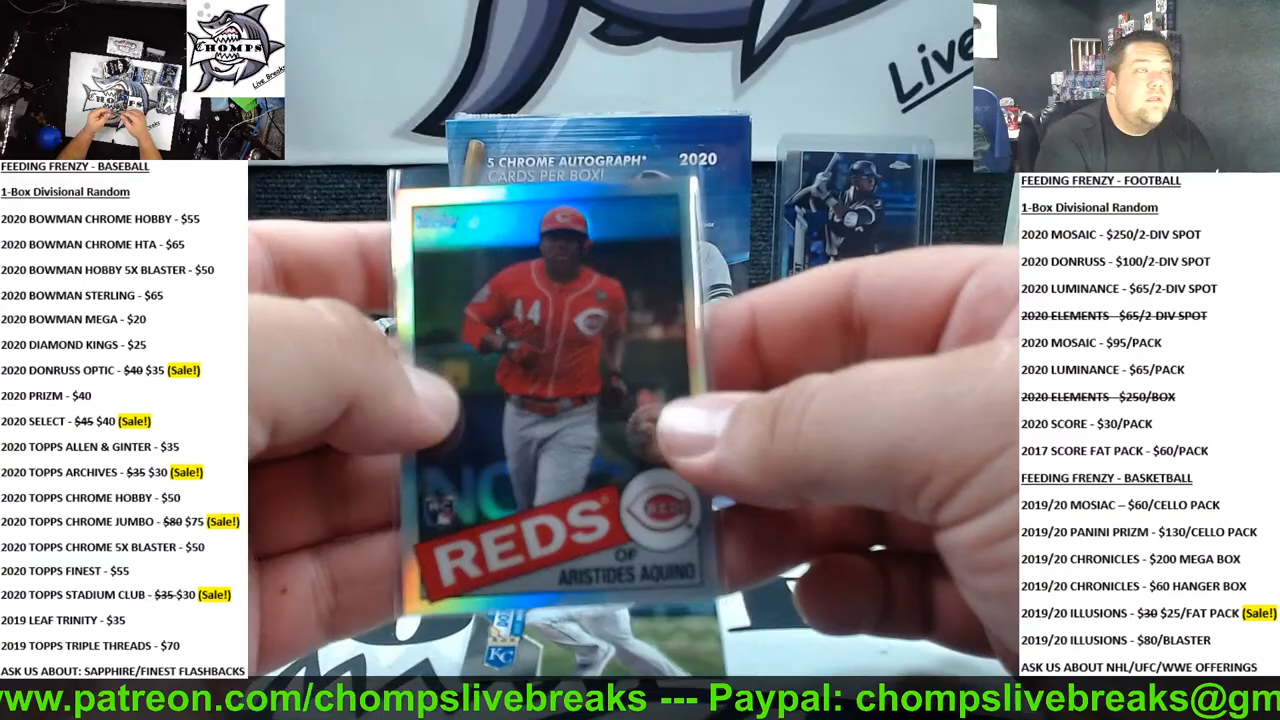 CHOMPS
Live Breaks
Live
FEEDING FRENZY - BASEBALL
1-Box Divisional Random
2020 BOWMAN CHROME HOBBY - $55
2020 BOWMAN CHROME HTA - $65
2020 BOWMAN HOBBY 5X BLASTER - $50
2020 BOWMAN STERLING - $65
2020 BOWMAN MEGA - $20
2020 DIAMOND KINGS - $25
2020 DONRUSS OPTIC - $40 $35 (Sale!)
2020 PRIZM - $40
2020 SELECT - $45 $40 (Sale!)
2020 TOPPS ALLEN & GINTER - $35
2020 TOPPS ARCHIVES - $35 $30 (Sale!)
2020 TOPPS CHROME HOBBY - $50
2020 TOPPS CHROME JUMBO - $80 $75 (Sale!)
2020 TOPPS CHROME 5X BLASTER - $50
2020 TOPPS FINEST - $55
2020 TOPPS STADIUM CLUB - $35 $30 (Sale!)
2019 LEAF TRINITY - $35
2019 TOPPS TRIPLE THREADS - $70
ASK US ABOUT: SAPPHIRE/FINEST FLASHBACKS
5 CHROME AUTOGRAPH* 2020
CARDS PER BOX!
44
REDS
REDS
OF
ARISTIDES AQUINO
KC
FEEDING FRENZY - FOOTBALL
1-Box Divisional Random
2020 MOSAIC - $250/2-DIV SPOT
2020 DONRUSS - $100/2-DIV SPOT
2020 LUMINANCE - $65/2-DIV SPOT
2020 ELEMENTS - $65/2-DIV SPOT
2020 MOSAIC - $95/PACK
2020 LUMINANCE - $65/PACK
2020 ELEMENTS - $250/BOX
2020 SCORE - $30/PACK
2017 SCORE FAT PACK - $60/PACK
FEEDING FRENZY - BASKETBALL
2019/20 MOSIAC – $60/CELLO PACK
2019/20 PANINI PRIZM - $130/CELLO PACK
2019/20 CHRONICLES - $200 MEGA BOX
2019/20 CHRONICLES - $60 HANGER BOX
2019/20 ILLUSIONS - $30 $25/FAT PACK (Sale!)
2019/20 ILLUSIONS - $80/BLASTER
ASK US ABOUT NHL/UFC/WWE OFFERINGS
www.patreon.com/chompslivebreaks --- Paypal: chompslivebreaks@gm